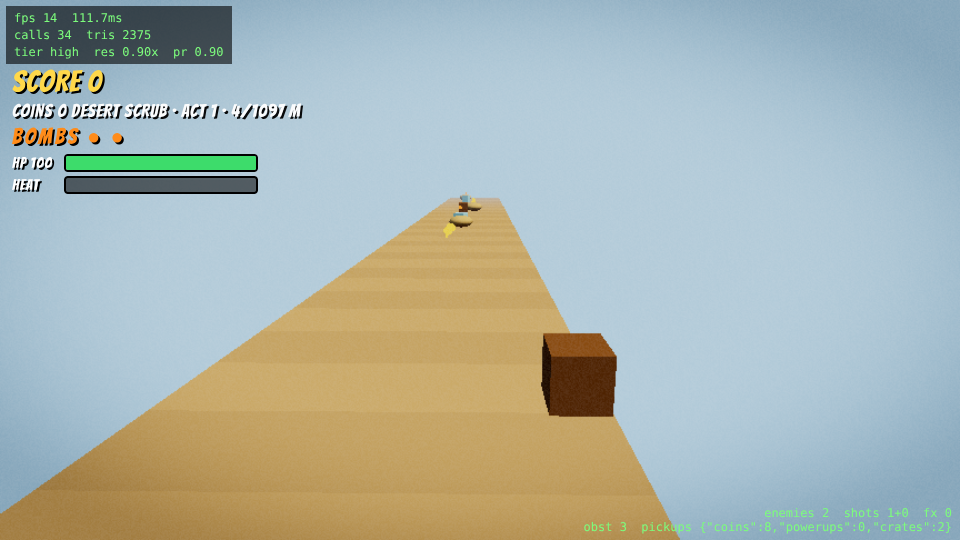 fps 14  111.7ms
calls 34  tris 2375
tier high  res 0.90x  pr 0.90
SCORE 0
COINS 0 DESERT SCRUB · ACT 1 · 4/1097 M
BOMBS ● ●
HP 100
HEAT
enemies 2  shots 1+0  fx 0
obst 3  pickups {"coins":8,"powerups":0,"crates":2}